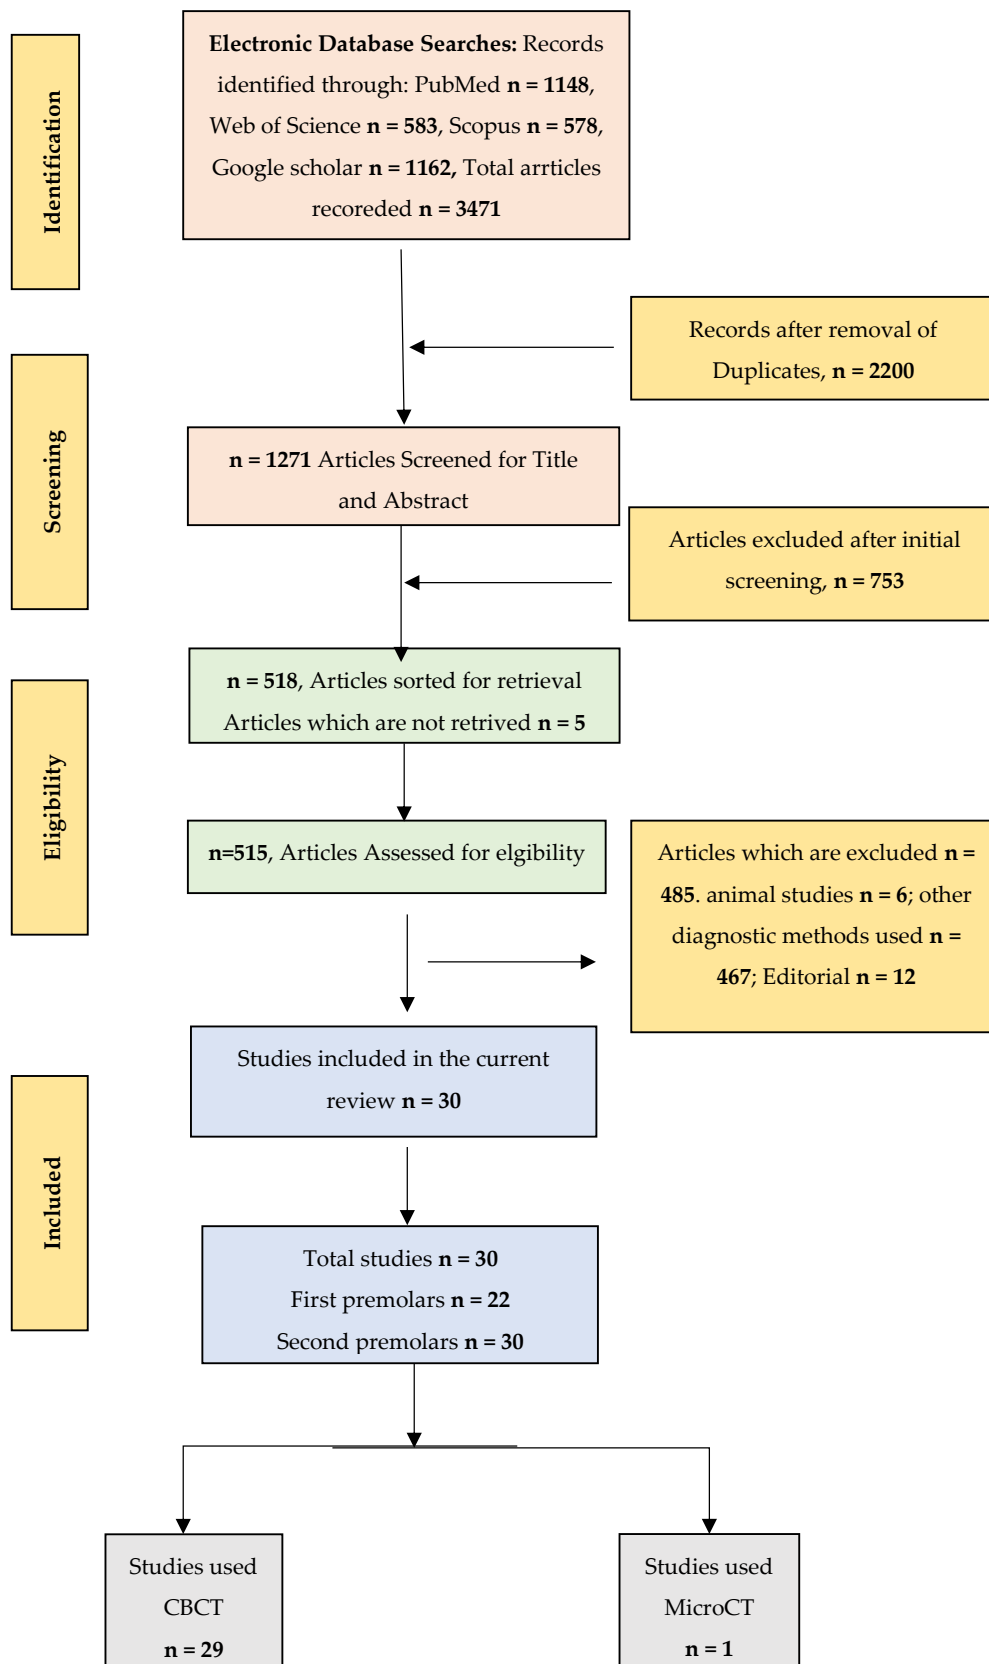 Identification
Electronic Database Searches: Records
identified through: PubMed n = 1148,
Web of Science n = 583, Scopus n = 578,
Google scholar n = 1162, Total arrticles
recoreded n = 3471
Records after removal of
Duplicates, n = 2200
Screening
n = 1271 Articles Screened for Title
and Abstract
Articles excluded after initial
screening, n = 753
n = 518, Articles sorted for retrieval
Articles which are not retrived n = 5
Eligibility
n=515, Articles Assessed for elgibility
Articles which are excluded n =
485. animal studies n = 6; other
diagnostic methods used n =
467; Editorial n = 12
Studies included in the current
review n = 30
Included
Total studies n = 30
First premolars n = 22
Second premolars n = 30
Studies used
CBCT
n = 29
Studies used
MicroCT
n = 1